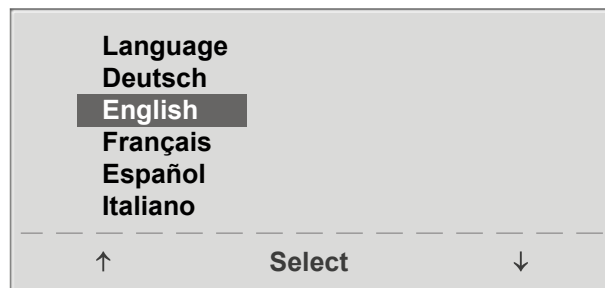 Language
Deutsch
English
Français
Español
Italiano
↑ Select ↓